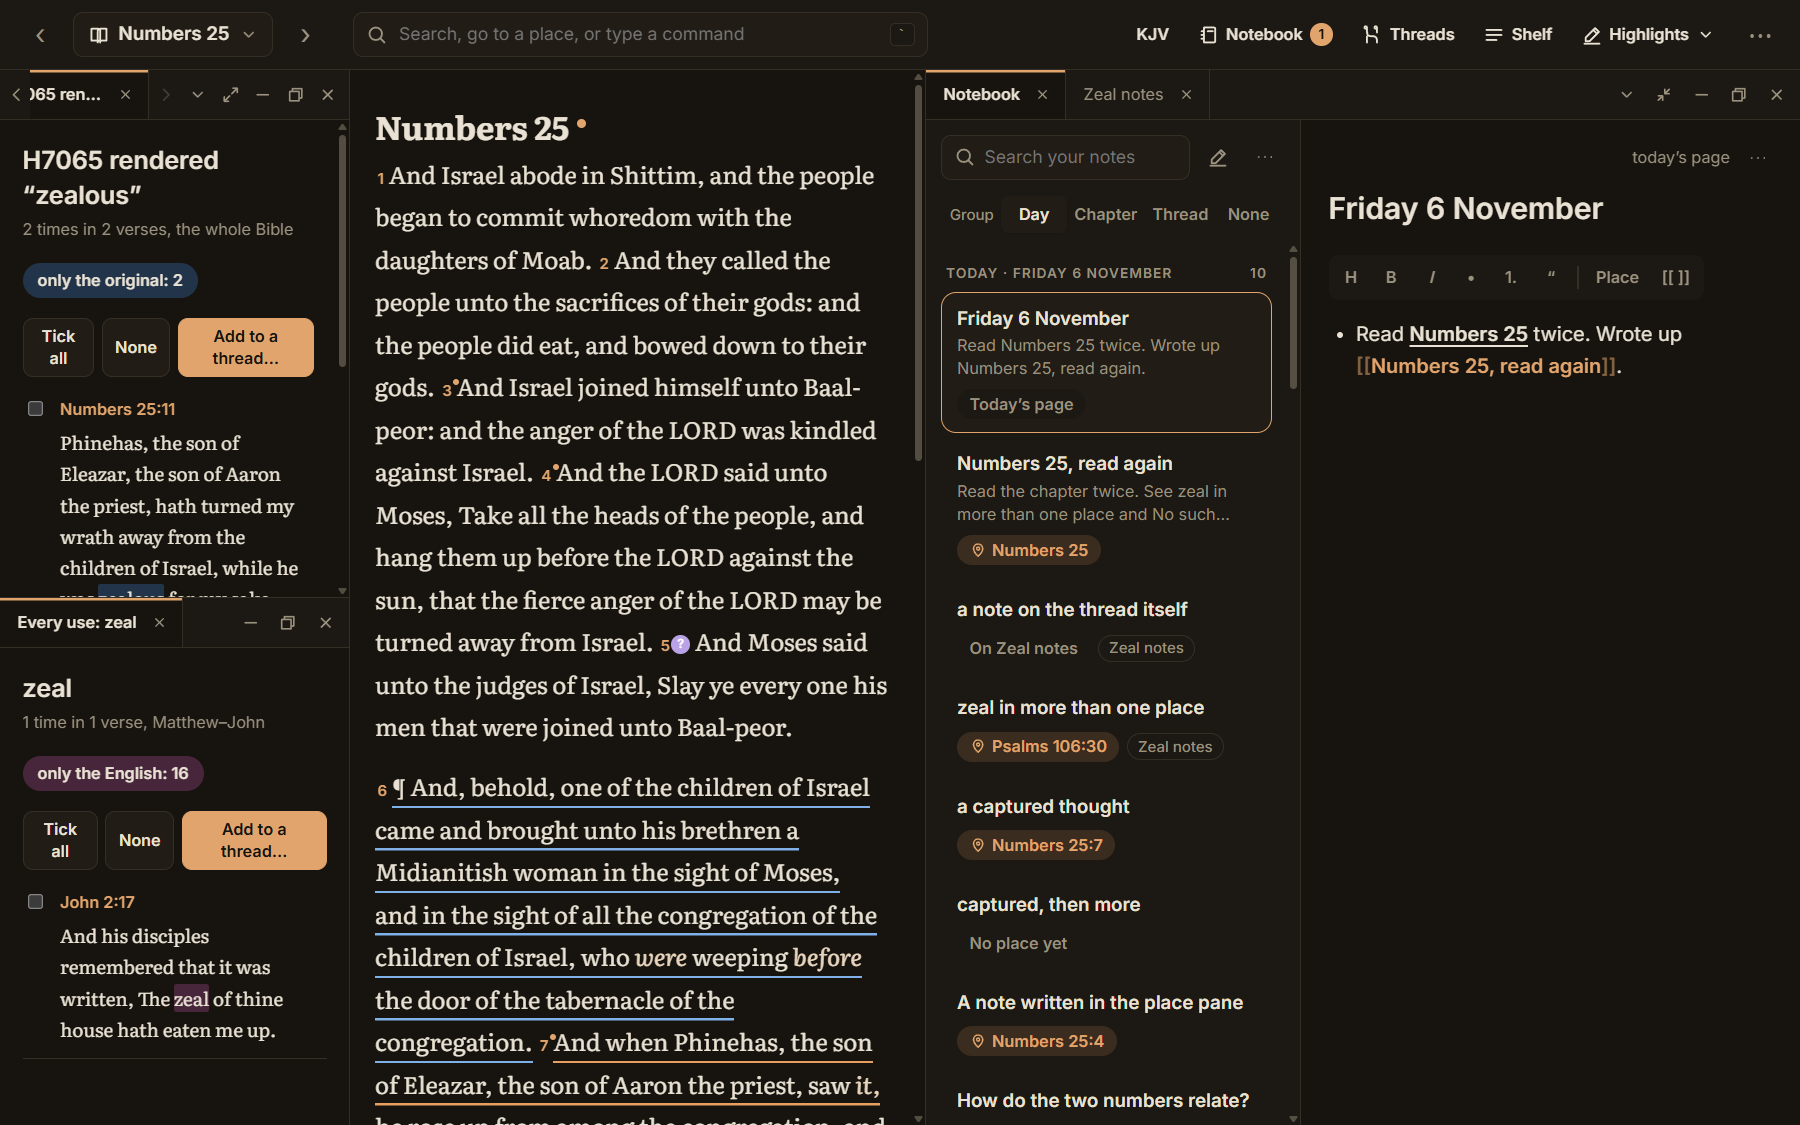 Numbers 25
Search, go to a place, or type a command
`
KJV
Notebook 1
Threads
Shelf
Highlights
065 ren...
H7065 rendered
“zealous”
2 times in 2 verses, the whole Bible
only the original: 2
Tick
all
None
Add to a
thread...
Numbers 25:11
Phinehas, the son of
Eleazar, the son of Aaron
the priest, hath turned my
wrath away from the
children of Israel, while he
Every use: zeal
zeal
1 time in 1 verse, Matthew–John
only the English: 16
Tick
all
None
Add to a
thread...
John 2:17
And his disciples
remembered that it was
written, The zeal of thine
house hath eaten me up.
Numbers 25
1 And Israel abode in Shittim, and the people
began to commit whoredom with the
daughters of Moab. 2 And they called the
people unto the sacrifices of their gods: and
the people did eat, and bowed down to their
gods. 3 And Israel joined himself unto Baal-
peor: and the anger of the LORD was kindled
against Israel. 4 And the LORD said unto
Moses, Take all the heads of the people, and
hang them up before the LORD against the
sun, that the fierce anger of the LORD may be
turned away from Israel. 5 ? And Moses said
unto the judges of Israel, Slay ye every one his
men that were joined unto Baal-peor.
6 ¶ And, behold, one of the children of Israel
came and brought unto his brethren a
Midianitish woman in the sight of Moses,
and in the sight of all the congregation of the
children of Israel, who were weeping before
the door of the tabernacle of the
congregation. 7 And when Phinehas, the son
of Eleazar, the son of Aaron the priest, saw it,
he rose up from among the congregation, and
Notebook
Zeal notes
Search your notes
Group
Day
Chapter
Thread
None
TODAY · FRIDAY 6 NOVEMBER 10
Friday 6 November
Read Numbers 25 twice. Wrote up
Numbers 25, read again.
Today’s page
Numbers 25, read again
Read the chapter twice. See zeal in
more than one place and No such...
Numbers 25
a note on the thread itself
On Zeal notes
Zeal notes
zeal in more than one place
Psalms 106:30
Zeal notes
a captured thought
Numbers 25:7
captured, then more
No place yet
A note written in the place pane
Numbers 25:4
How do the two numbers relate?
today’s page
Friday 6 November
H B I • 1. “ Place [[ ]]
• Read Numbers 25 twice. Wrote up
[[Numbers 25, read again]].